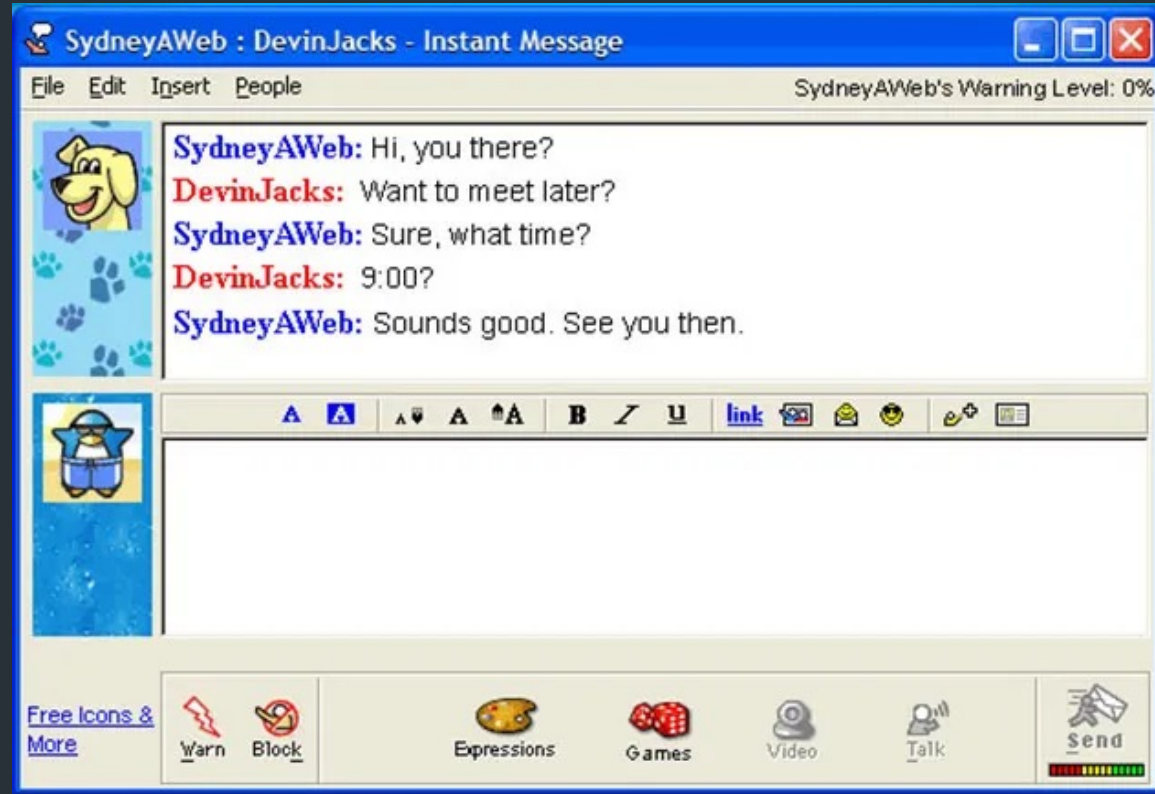 SydneyAWeb : DevinJacks - Instant Message
File Edit Insert People
SydneyAWeb's Warning Level: 0%
SydneyAWeb: Hi, you there?
DevinJacks: Want to meet later?
SydneyAWeb: Sure, what time?
DevinJacks: 9:00?
SydneyAWeb: Sounds good. See you then.
A A A A A B I U link
Free Icons &
More
Warn Block Expressions Games Video Talk Send